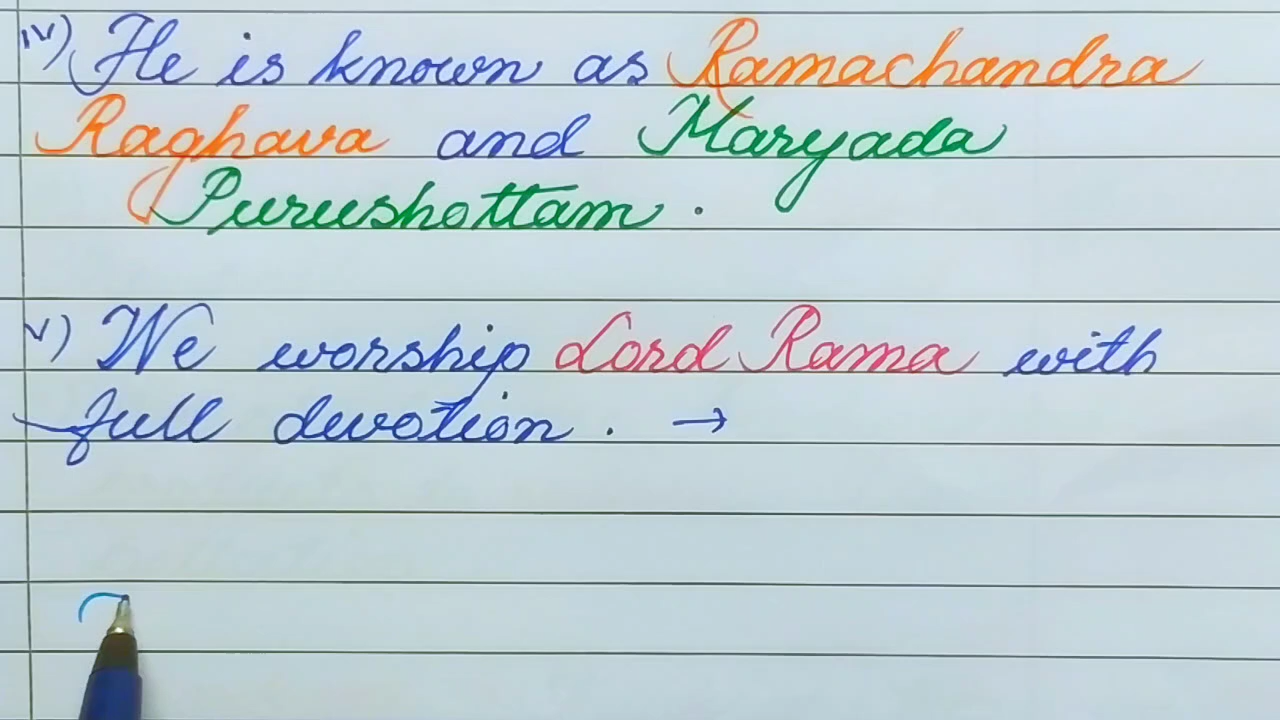 iv) He is known as Ramachandra
Raghava and Maryada
Purushottam .
v) We worship Lord Rama with
full devotion . →